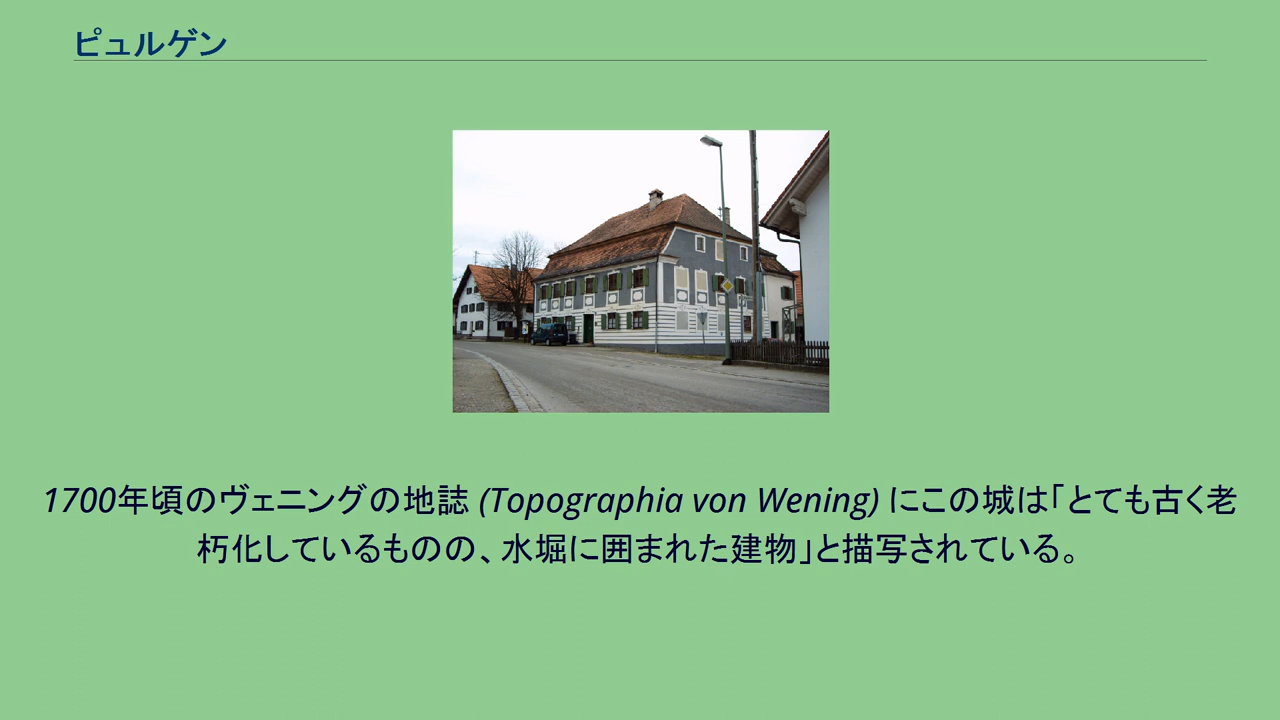 ピュルゲン
1700年頃のヴェニングの地誌 (Topographia von Wening) にこの城は「とても古く老
朽化しているものの、水堀に囲まれた建物」と描写されている。